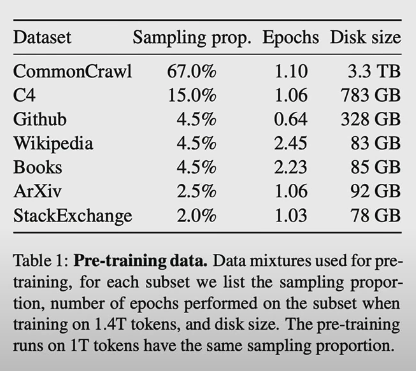 Dataset Sampling prop. Epochs Disk size
CommonCrawl 67.0% 1.10 3.3 TB
C4 15.0% 1.06 783 GB
Github 4.5% 0.64 328 GB
Wikipedia 4.5% 2.45 83 GB
Books 4.5% 2.23 85 GB
ArXiv 2.5% 1.06 92 GB
StackExchange 2.0% 1.03 78 GB
Table 1: Pre-training data. Data mixtures used for pre-
training, for each subset we list the sampling propor-
tion, number of epochs performed on the subset when
training on 1.4T tokens, and disk size. The pre-training
runs on 1T tokens have the same sampling proportion.